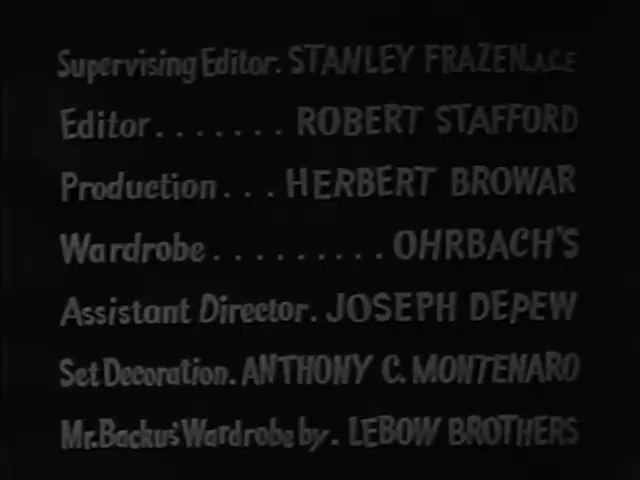 Supervising Editor. STANLEY FRAZEN, A.C.E.
Editor . . . . . . . ROBERT STAFFORD
Production . . . HERBERT BROWAR
Wardrobe . . . . . . . . . OHRBACH'S
Assistant Director. JOSEPH DEPEW
Set Decoration. ANTHONY C. MONTENARO
Mr. Backus' Wardrobe by. LEBOW BROTHERS